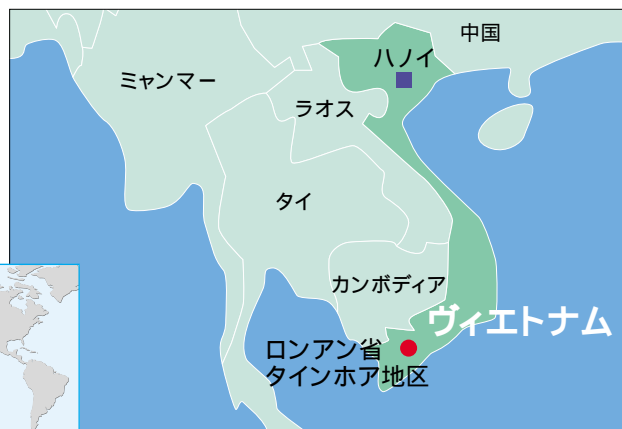 中国
ハノイ
ミャンマー
ラオス
タイ
カンボディア
ヴィエトナム
ロンアン省
タインホア地区